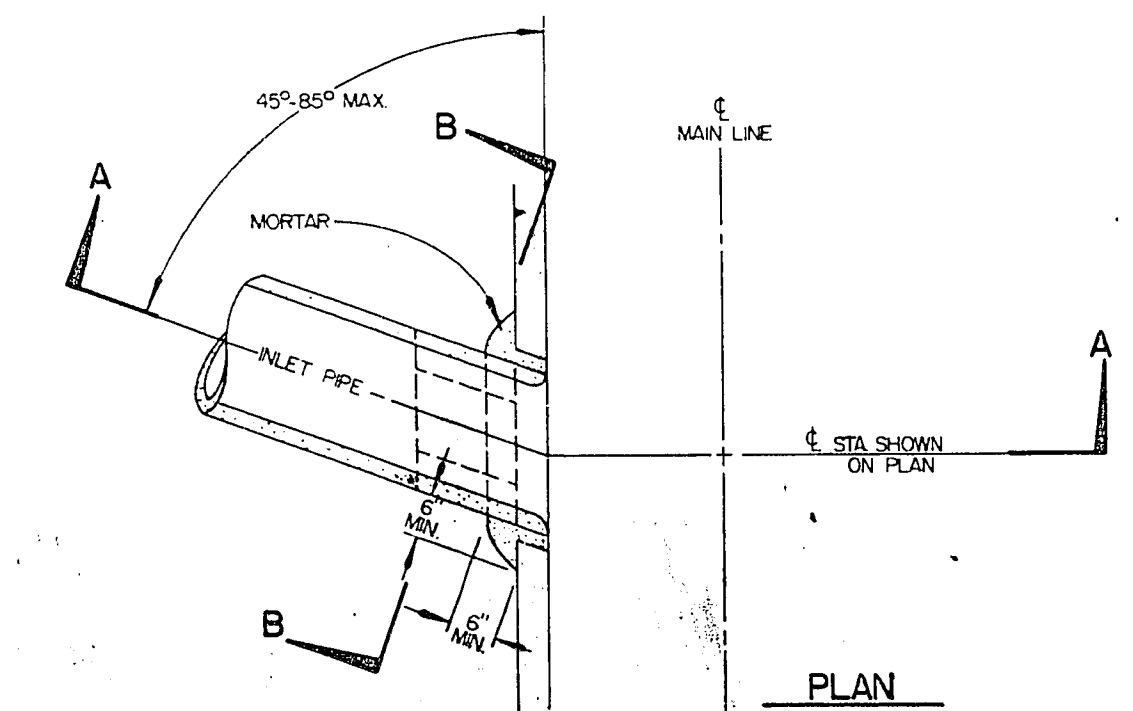 45°-85° MAX.
B
℄
MAIN LINE
A
MORTAR
INLET PIPE
A
℄ STA. SHOWN
ON PLAN
6"
MIN.
B
6"
MIN.
PLAN